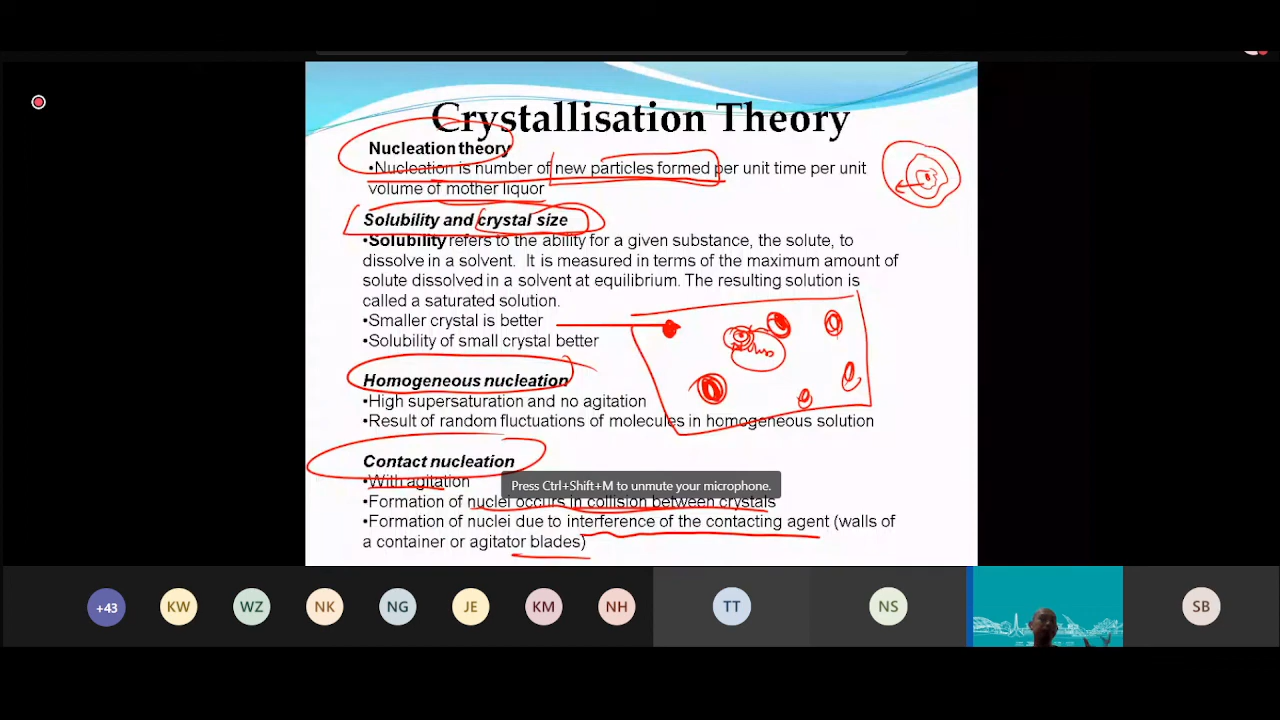 Crystallisation Theory
Nucleation theory
•Nucleation is number of new particles formed per unit time per unit
volume of mother liquor
Solubility and crystal size
•Solubility refers to the ability for a given substance, the solute, to
dissolve in a solvent. It is measured in terms of the maximum amount of
solute dissolved in a solvent at equilibrium. The resulting solution is
called a saturated solution.
•Smaller crystal is better
•Solubility of small crystal better
Homogeneous nucleation
•High supersaturation and no agitation
•Result of random fluctuations of molecules in homogeneous solution
Contact nucleation
•With agitation
Press Ctrl+Shift+M to unmute your microphone.
•Formation of nuclei occurs in collision between crystals
•Formation of nuclei due to interference of the contacting agent (walls of
a container or agitator blades)
+43 KW WZ NK NG JE KM NH TT NS SB